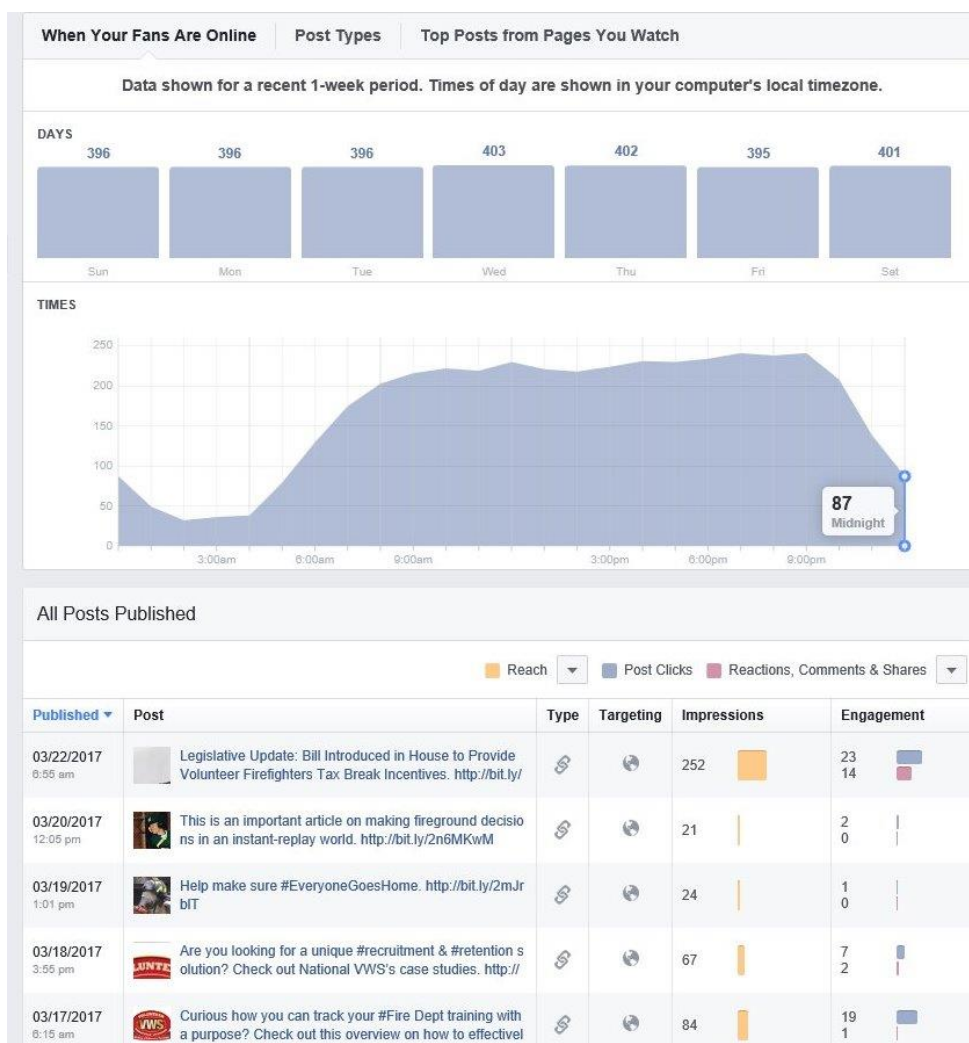 When Your Fans Are Online
Post Types
Top Posts from Pages You Watch
Data shown for a recent 1-week period. Times of day are shown in your computer's local timezone.
DAYS
396 396 396 403 402 395 401
Sun Mon Tue Wed Thu Fri Sat
TIMES
250
200
150
100
50
0
87
Midnight
3:00am 6:00am 9:00am 3:00pm 6:00pm 9:00pm
All Posts Published
Reach Post Clicks Reactions, Comments & Shares
Published Post Type Targeting Impressions Engagement
03/22/2017
6:55 am
Legislative Update: Bill Introduced in House to Provide
Volunteer Firefighters Tax Break Incentives. http://bit.ly/
252
23
14
03/20/2017
12:05 pm
This is an important article on making fireground decisio
ns in an instant-replay world. http://bit.ly/2n6MKwM
21
2
0
03/19/2017
1:01 pm
Help make sure #EveryoneGoesHome. http://bit.ly/2mJr
bIT
24
1
0
03/18/2017
3:55 pm
LUNTE
Are you looking for a unique #recruitment & #retention s
olution? Check out National VWS's case studies. http://
67
7
2
03/17/2017
6:15 am
VWS
Curious how you can track your #Fire Dept training with
a purpose? Check out this overview on how to effectivel
84
19
1